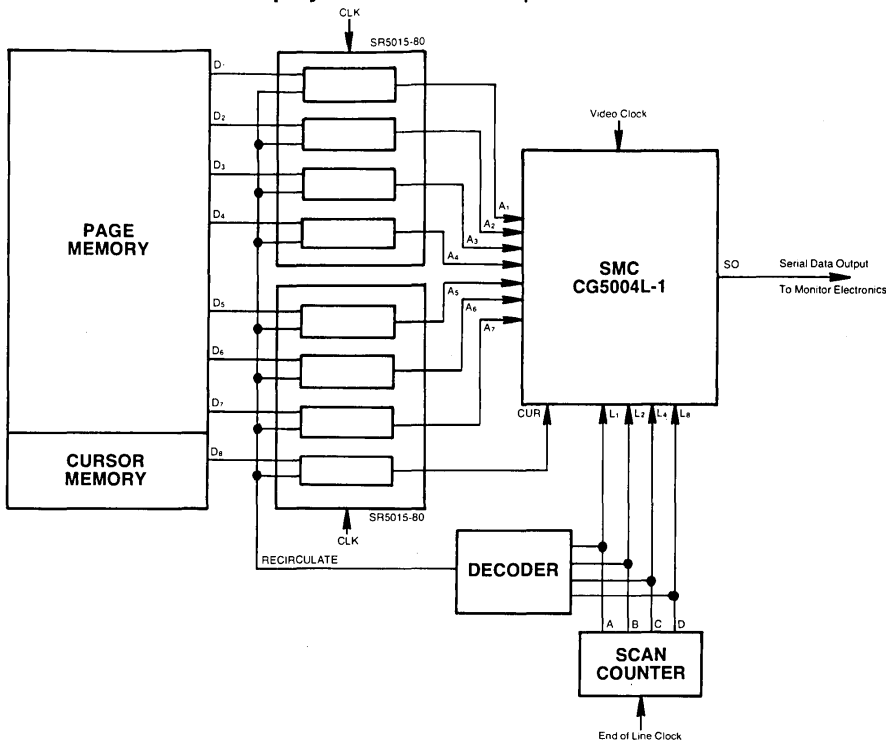 CLK
SR5015-80
D1
D2
D3
D4
D5
D6
D7
D8
PAGE
MEMORY
CURSOR
MEMORY
Video Clock
A1
A2
A3
A4
A5
A6
A7
SMC
CG5004L-1
SO
Serial Data Output
To Monitor Electronics
CUR
L1
L2
L4
L8
SR5015-80
CLK
RECIRCULATE
DECODER
A
B
C
D
SCAN
COUNTER
End of Line Clock